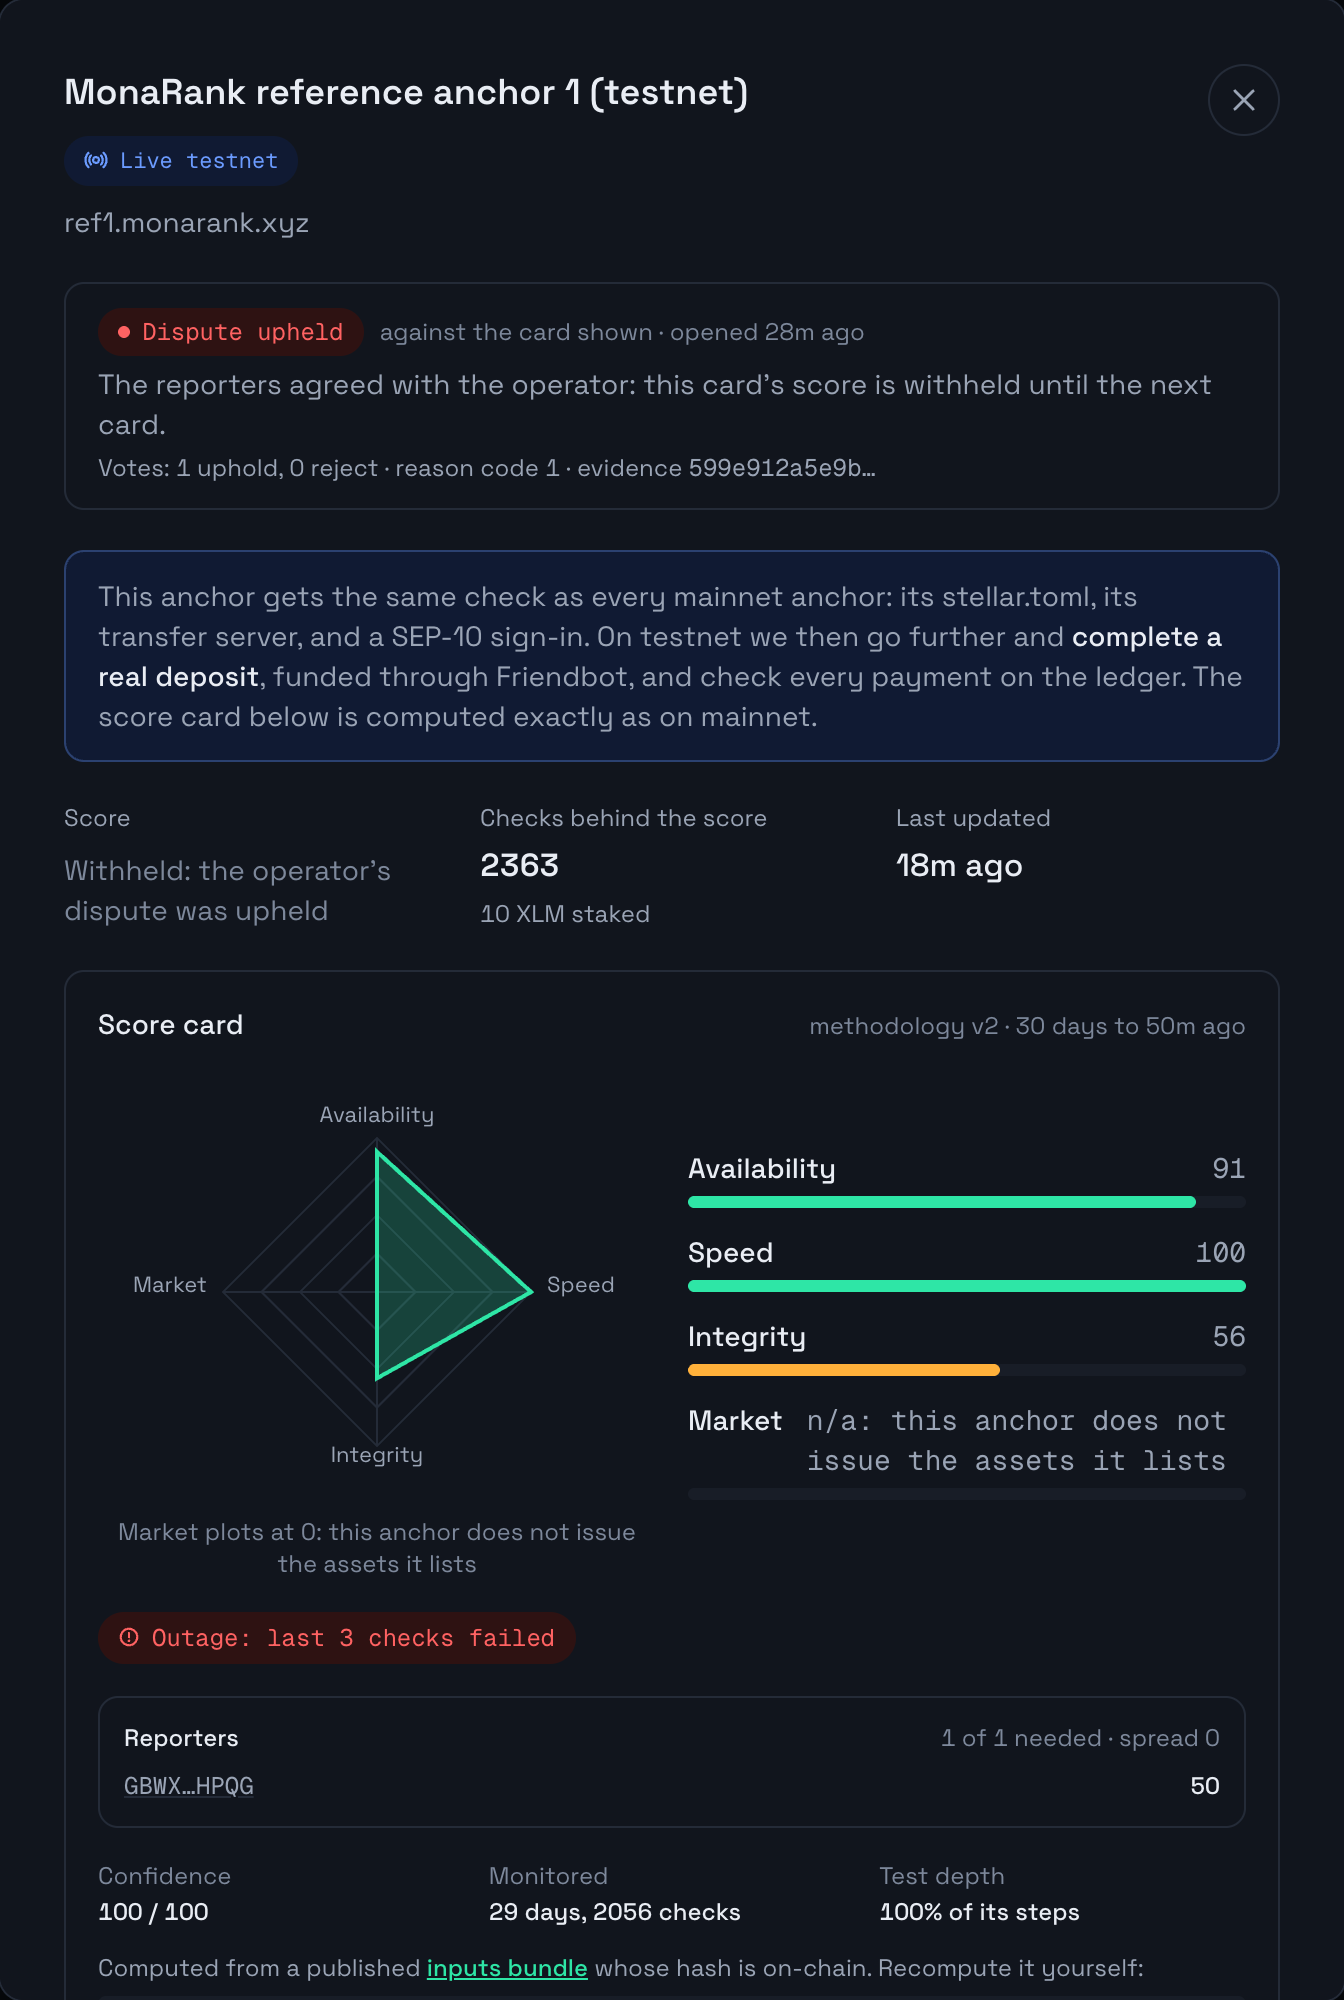 MonaRank reference anchor 1 (testnet)
Live testnet
ref1.monarank.xyz
Dispute upheld against the card shown · opened 28m ago
The reporters agreed with the operator: this card's score is withheld until the next
card.
Votes: 1 uphold, 0 reject · reason code 1 · evidence 599e912a5e9b…
This anchor gets the same check as every mainnet anchor: its stellar.toml, its
transfer server, and a SEP-10 sign-in. On testnet we then go further and complete a
real deposit, funded through Friendbot, and check every payment on the ledger. The
score card below is computed exactly as on mainnet.
Score
Withheld: the operator's
dispute was upheld
Checks behind the score
2363
10 XLM staked
Last updated
18m ago
Score card
methodology v2 · 30 days to 50m ago
Availability
Market
Speed
Integrity
Market plots at 0: this anchor does not issue
the assets it lists
Availability 91
Speed 100
Integrity 56
Market n/a: this anchor does not
issue the assets it lists
Outage: last 3 checks failed
Reporters 1 of 1 needed · spread 0
GBWX…HPQG 50
Confidence
100 / 100
Monitored
29 days, 2056 checks
Test depth
100% of its steps
Computed from a published inputs bundle whose hash is on-chain. Recompute it yourself: